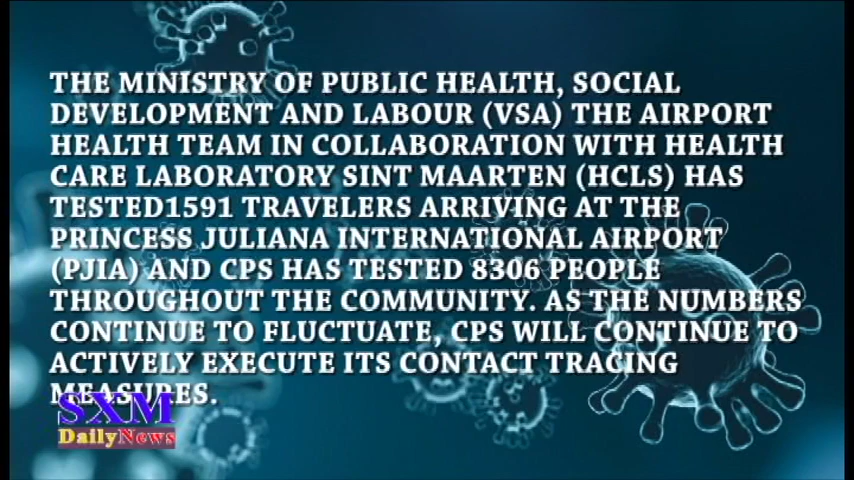 THE MINISTRY OF PUBLIC HEALTH, SOCIAL
DEVELOPMENT AND LABOUR (VSA) THE AIRPORT
HEALTH TEAM IN COLLABORATION WITH HEALTH
CARE LABORATORY SINT MAARTEN (HCLS) HAS
TESTED1591 TRAVELERS ARRIVING AT THE
PRINCESS JULIANA INTERNATIONAL AIRPORT
(PJIA) AND CPS HAS TESTED 8306 PEOPLE
THROUGHOUT THE COMMUNITY. AS THE NUMBERS
CONTINUE TO FLUCTUATE, CPS WILL CONTINUE TO
ACTIVELY EXECUTE ITS CONTACT TRACING
MEASURES.
SXM
DailyNews